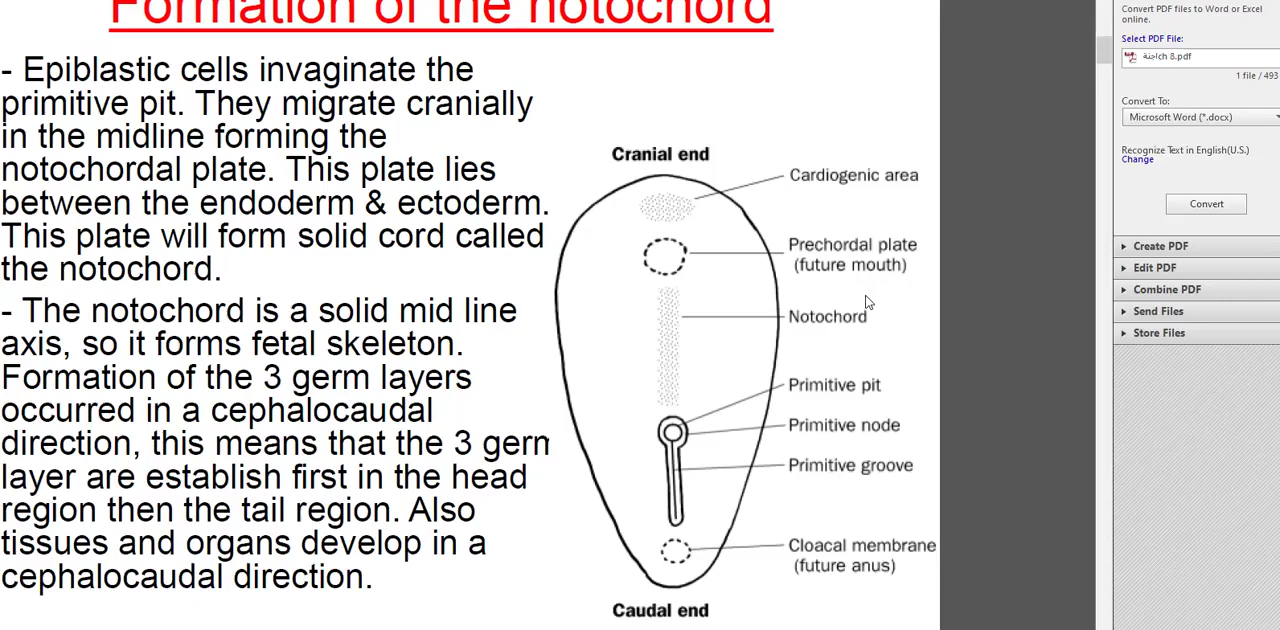 Formation of the notochord
- Epiblastic cells invaginate the
primitive pit. They migrate cranially
in the midline forming the
notochordal plate. This plate lies
between the endoderm & ectoderm.
This plate will form solid cord called
the notochord.
- The notochord is a solid mid line
axis, so it forms fetal skeleton.
Formation of the 3 germ layers
occurred in a cephalocaudal
direction, this means that the 3 germ
layer are establish first in the head
region then the tail region. Also
tissues and organs develop in a
cephalocaudal direction.
Cranial end
Cardiogenic area
Prechordal plate
(future mouth)
Notochord
Primitive pit
Primitive node
Primitive groove
Cloacal membrane
(future anus)
Caudal end
Convert PDF files to Word or Excel
online.
Select PDF File:
اجنةch 8.pdf
1 file / 493
Convert To:
Microsoft Word (*.docx)
Recognize Text in English(U.S.)
Change
Convert
Create PDF
Edit PDF
Combine PDF
Send Files
Store Files